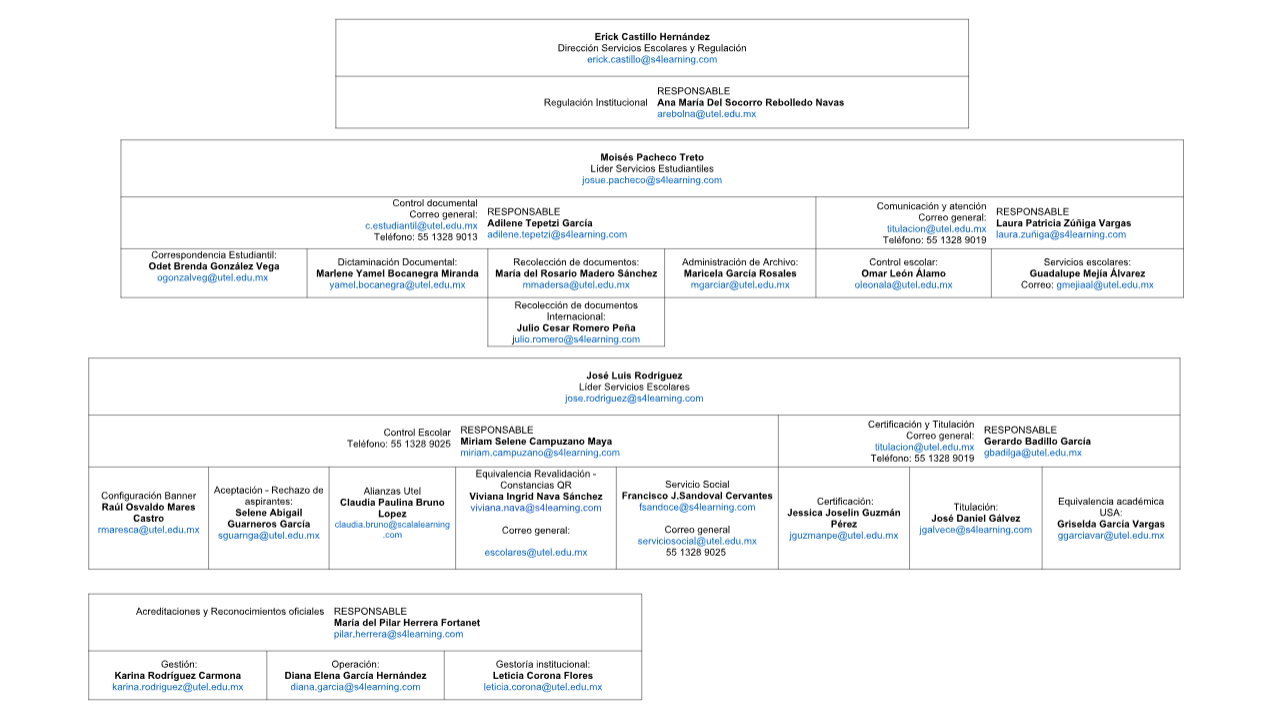 Erick Castillo Hernández
Dirección Servicios Escolares y Regulación
erick.castillo@s4learning.com
Regulación Institucional
RESPONSABLE
Ana María Del Socorro Rebolledo Navas
arebolna@utel.edu.mx
Moisés Pacheco Treto
Líder Servicios Estudiantiles
josue.pacheco@s4learning.com
Control documental
Correo general:
c.estudiantil@utel.edu.mx
Teléfono: 55 1328 9013
RESPONSABLE
Adilene Tepetzi García
adilene.tepetzi@s4learning.com
Comunicación y atención
Correo general:
titulacion@utel.edu.mx
Teléfono: 55 1328 9019
RESPONSABLE
Laura Patricia Zúñiga Vargas
laura.zuñiga@s4learning.com
Correspondencia Estudiantil:
Odet Brenda González Vega
ogonzalveg@utel.edu.mx
Dictaminación Documental:
Marlene Yamel Bocanegra Miranda
yamel.bocanegra@utel.edu.mx
Recolección de documentos:
María del Rosario Madero Sánchez
mmadersa@utel.edu.mx
Administración de Archivo:
Maricela García Rosales
mgarciar@utel.edu.mx
Control escolar:
Omar León Álamo
oleonala@utel.edu.mx
Servicios escolares:
Guadalupe Mejía Álvarez
Correo: gmejiaal@utel.edu.mx
Recolección de documentos
Internacional:
Julio Cesar Romero Peña
julio.romero@s4learning.com
José Luis Rodríguez
Líder Servicios Escolares
jose.rodriguez@s4learning.com
Control Escolar
Teléfono: 55 1328 9025
RESPONSABLE
Miriam Selene Campuzano Maya
miriam.campuzano@s4learning.com
Certificación y Titulación
Correo general:
titulacion@utel.edu.mx
Teléfono: 55 1328 9019
RESPONSABLE
Gerardo Badillo García
gbadilga@utel.edu.mx
Configuración Banner
Raúl Osvaldo Mares
Castro
rmaresca@utel.edu.mx
Aceptación - Rechazo de
aspirantes:
Selene Abigail
Guarneros García
sguarnga@utel.edu.mx
Alianzas Utel
Claudia Paulina Bruno
Lopez
claudia.bruno@scalalearning
.com
Equivalencia Revalidación -
Constancias QR
Viviana Ingrid Nava Sánchez
viviana.nava@s4learning.com
Correo general:
escolares@utel.edu.mx
Servicio Social
Francisco J.Sandoval Cervantes
fsandoce@s4learning.com
Correo general
serviciosocial@utel.edu.mx
55 1328 9025
Certificación:
Jessica Joselin Guzmán
Pérez
jguzmanpe@utel.edu.mx
Titulación:
José Daniel Gálvez
jgalvece@s4learning.com
Equivalencia académica
USA:
Griselda García Vargas
ggarciavar@utel.edu.mx
Acreditaciones y Reconocimientos oficiales
RESPONSABLE
María del Pilar Herrera Fortanet
pilar.herrera@s4learning.com
Gestión:
Karina Rodríguez Carmona
karina.rodriguez@utel.edu.mx
Operación:
Diana Elena García Hernández
diana.garcia@s4learning.com
Gestoría institucional:
Leticia Corona Flores
leticia.corona@utel.edu.mx